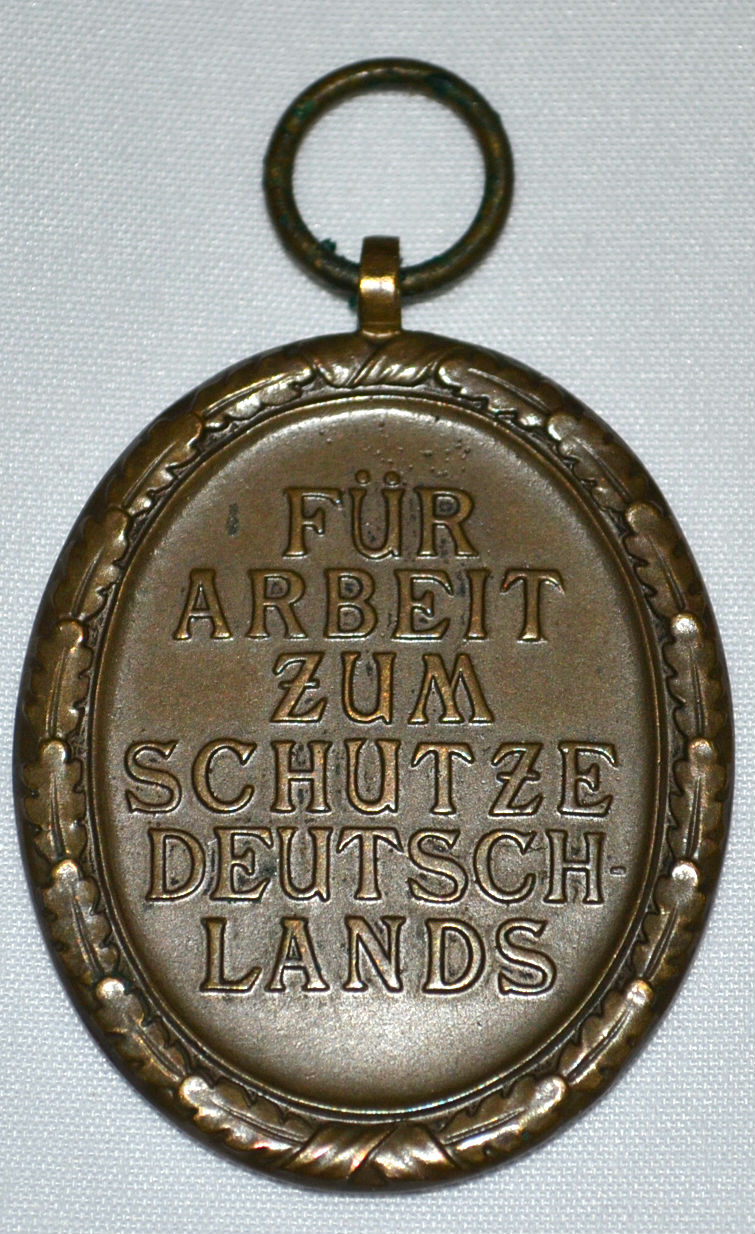 FÜR
ARBEIT
ZUM
SCHUTZE
DEUTSCH-
LANDS